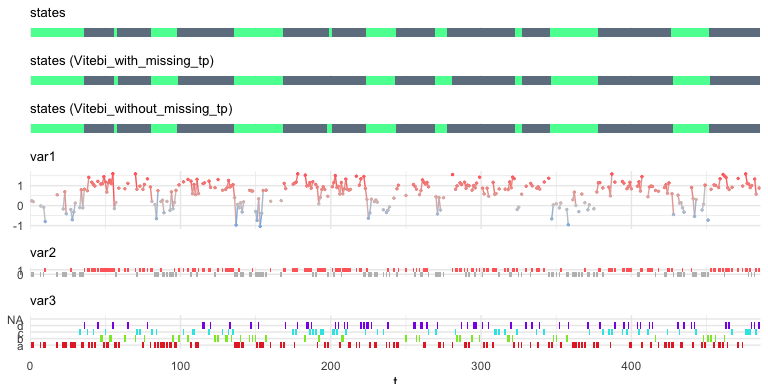 states
states (Vitebi_with_missing_tp)
states (Vitebi_without_missing_tp)
var1
1
0
-1
var2
1
0
var3
NA
d
c
b
a
0 100 200 300 400
t